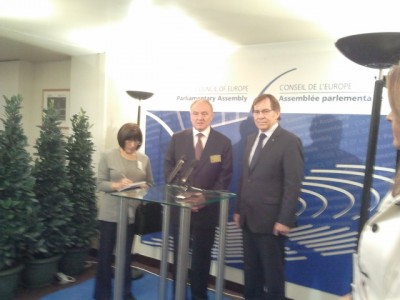 COUNCIL OF EUROPE
Parliamentary Assembly
CONSEIL DE L'EUROPE
Assemblée parlementa